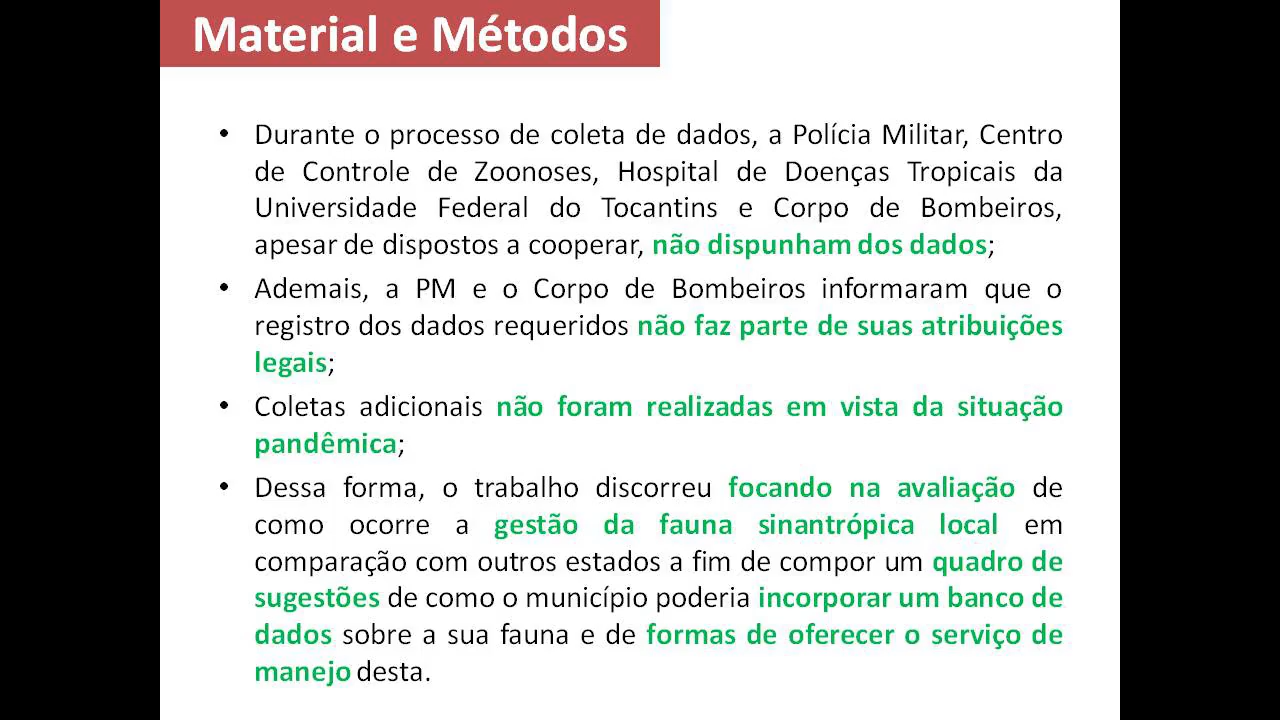 Material e Métodos
• Durante o processo de coleta de dados, a Polícia Militar, Centro
de Controle de Zoonoses, Hospital de Doenças Tropicais da
Universidade Federal do Tocantins e Corpo de Bombeiros,
apesar de dispostos a cooperar, não dispunham dos dados;
• Ademais, a PM e o Corpo de Bombeiros informaram que o
registro dos dados requeridos não faz parte de suas atribuições
legais;
• Coletas adicionais não foram realizadas em vista da situação
pandêmica;
• Dessa forma, o trabalho discorreu focando na avaliação de
como ocorre a gestão da fauna sinantrópica local em
comparação com outros estados a fim de compor um quadro de
sugestões de como o município poderia incorporar um banco de
dados sobre a sua fauna e de formas de oferecer o serviço de
manejo desta.